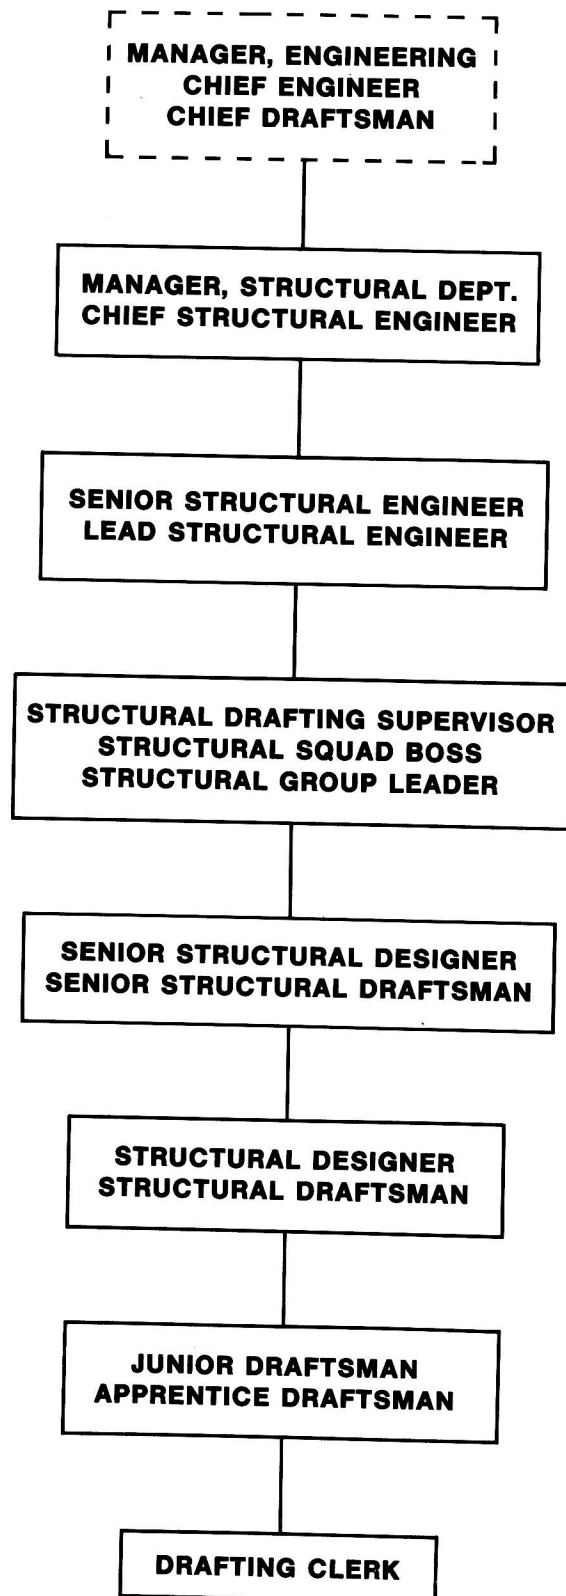 MANAGER, ENGINEERING
CHIEF ENGINEER
CHIEF DRAFTSMAN
MANAGER, STRUCTURAL DEPT.
CHIEF STRUCTURAL ENGINEER
SENIOR STRUCTURAL ENGINEER
LEAD STRUCTURAL ENGINEER
STRUCTURAL DRAFTING SUPERVISOR
STRUCTURAL SQUAD BOSS
STRUCTURAL GROUP LEADER
SENIOR STRUCTURAL DESIGNER
SENIOR STRUCTURAL DRAFTSMAN
STRUCTURAL DESIGNER
STRUCTURAL DRAFTSMAN
JUNIOR DRAFTSMAN
APPRENTICE DRAFTSMAN
DRAFTING CLERK